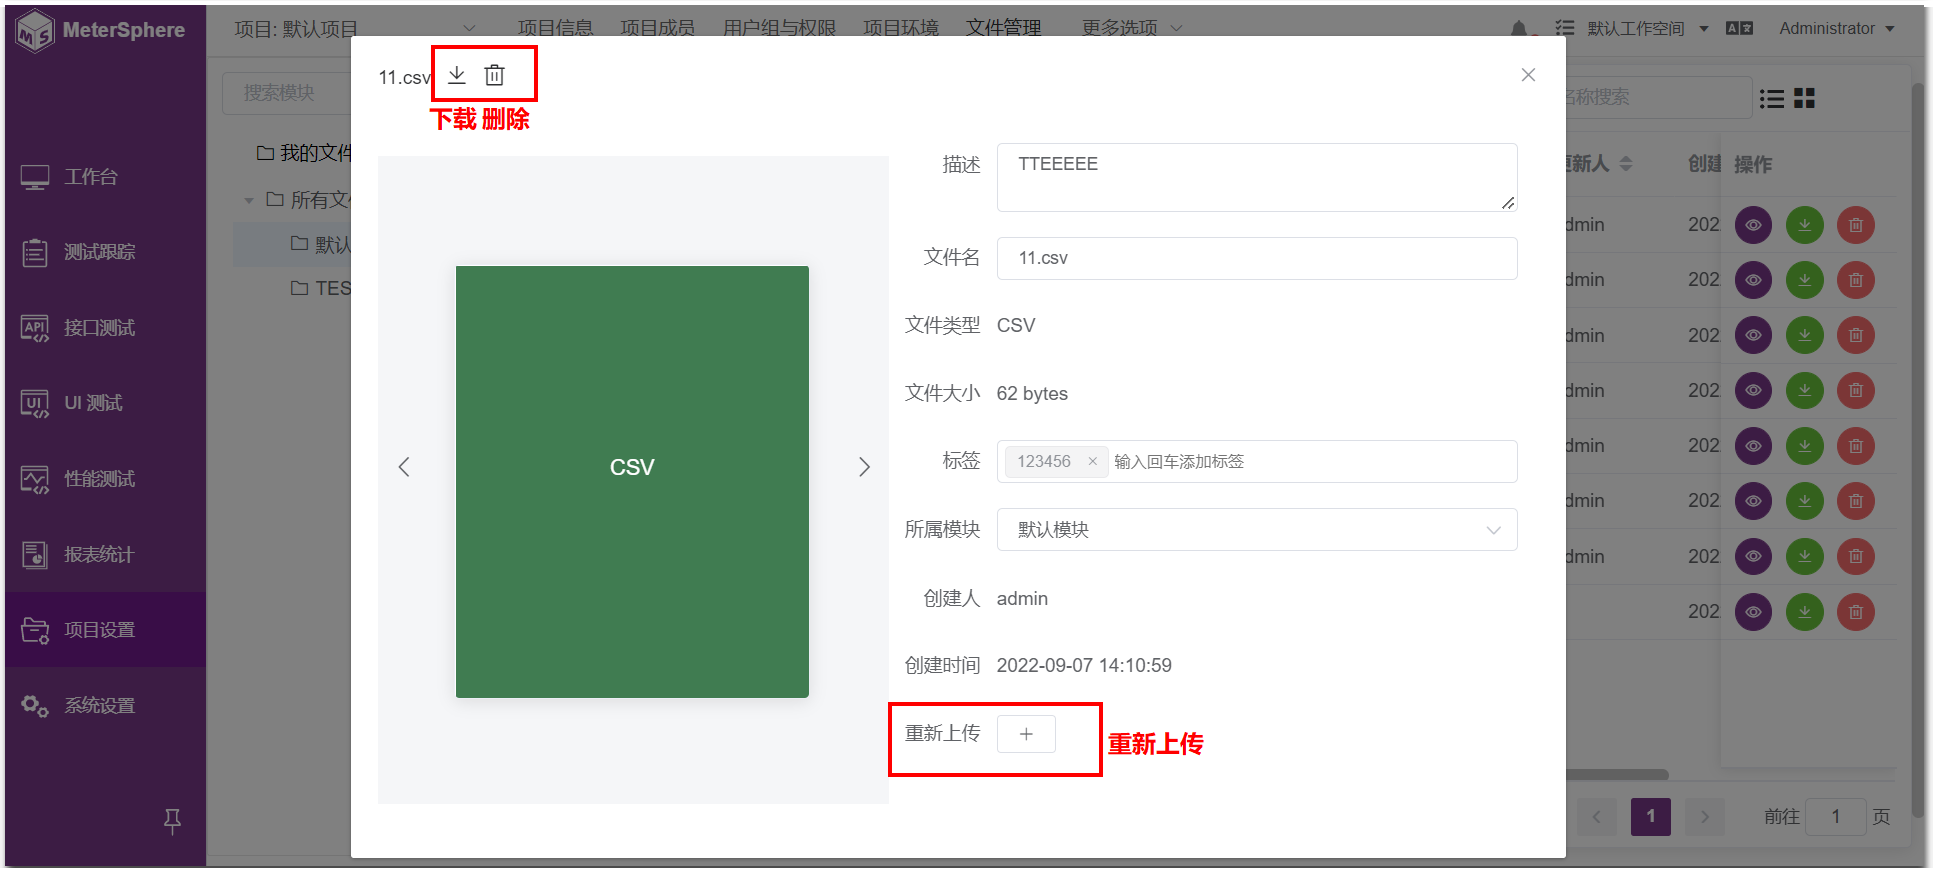 MeterSphere
项目: 默认项目
项目信息
项目成员
用户组与权限
项目环境
文件管理
更多选项
默认工作空间
Administrator
工作台
测试跟踪
API
接口测试
UI
UI 测试
性能测试
报表统计
项目设置
系统设置
搜索模块
我的文件
所有文
默认
TES
11.csv
下载 删除
CSV
描述
TTEEEEE
文件名
11.csv
文件类型
CSV
文件大小
62 bytes
标签
123456 × 输入回车添加标签
所属模块
默认模块
创建人
admin
创建时间
2022-09-07 14:10:59
重新上传
+
重新上传
名称搜索
更新人
创建
操作
dmin
202
dmin
202
dmin
202
dmin
202
dmin
202
dmin
202
dmin
202
202
1
前往
1
页